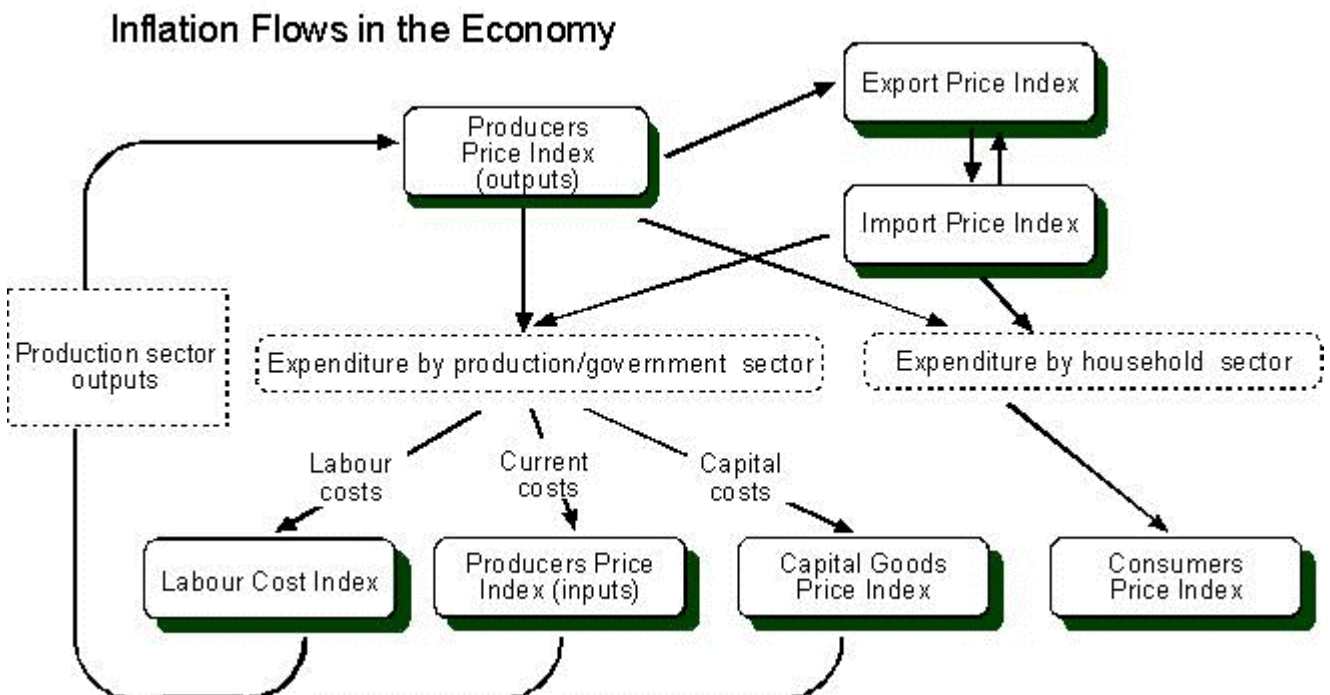 Inflation Flows in the Economy
Export Price Index
Producers
Price Index
(outputs)
Import Price Index
Production sector
outputs
Expenditure by production/government sector
Expenditure by household sector
Labour
costs
Current
costs
Capital
costs
Labour Cost Index
Producers Price
Index (inputs)
Capital Goods
Price Index
Consumers
Price Index